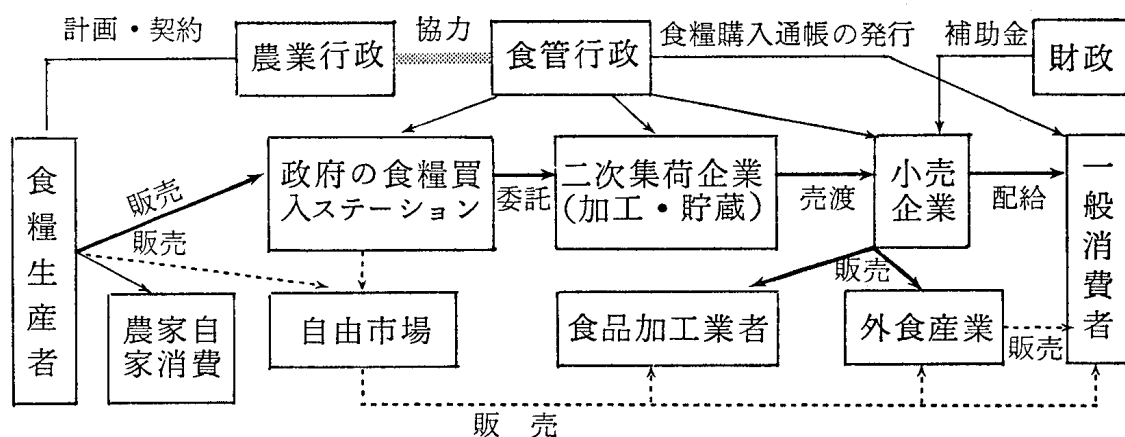 計画・契約
協力
食糧購入通帳の発行
補助金
農業行政
食管行政
財政
食糧生産者
販売
販売
政府の食糧買
入ステーション
委託
二次集荷企業
(加工・貯蔵)
売渡
小売
企業
配給
一般消費者
販売
農家自
家消費
自由市場
食品加工業者
外食産業
販売
販 売